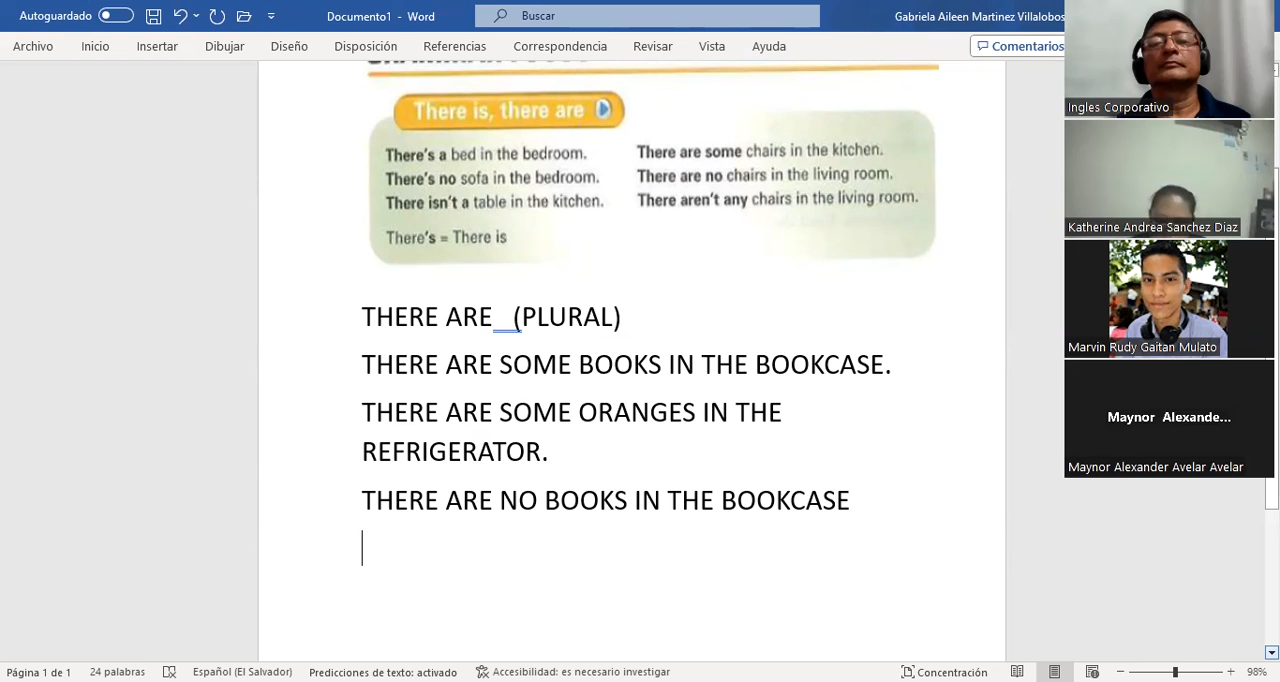 Autoguardado
Documento1 - Word
Buscar
Gabriela Aileen Martinez Villalobos
Archivo Inicio Insertar Dibujar Diseño Disposición Referencias Correspondencia Revisar Vista Ayuda
Comentarios
There is, there are
There's a bed in the bedroom.
There's no sofa in the bedroom.
There isn't a table in the kitchen.
There's = There is
There are some chairs in the kitchen.
There are no chairs in the living room.
There aren't any chairs in the living room.
THERE ARE (PLURAL)
THERE ARE SOME BOOKS IN THE BOOKCASE.
THERE ARE SOME ORANGES IN THE
REFRIGERATOR.
THERE ARE NO BOOKS IN THE BOOKCASE
Ingles Corporativo
Katherine Andrea Sanchez Diaz
Marvin Rudy Gaitan Mulato
Maynor Alexande...
Maynor Alexander Avelar Avelar
Página 1 de 1 24 palabras Español (El Salvador) Predicciones de texto: activado Accesibilidad: es necesario investigar Concentración 98%